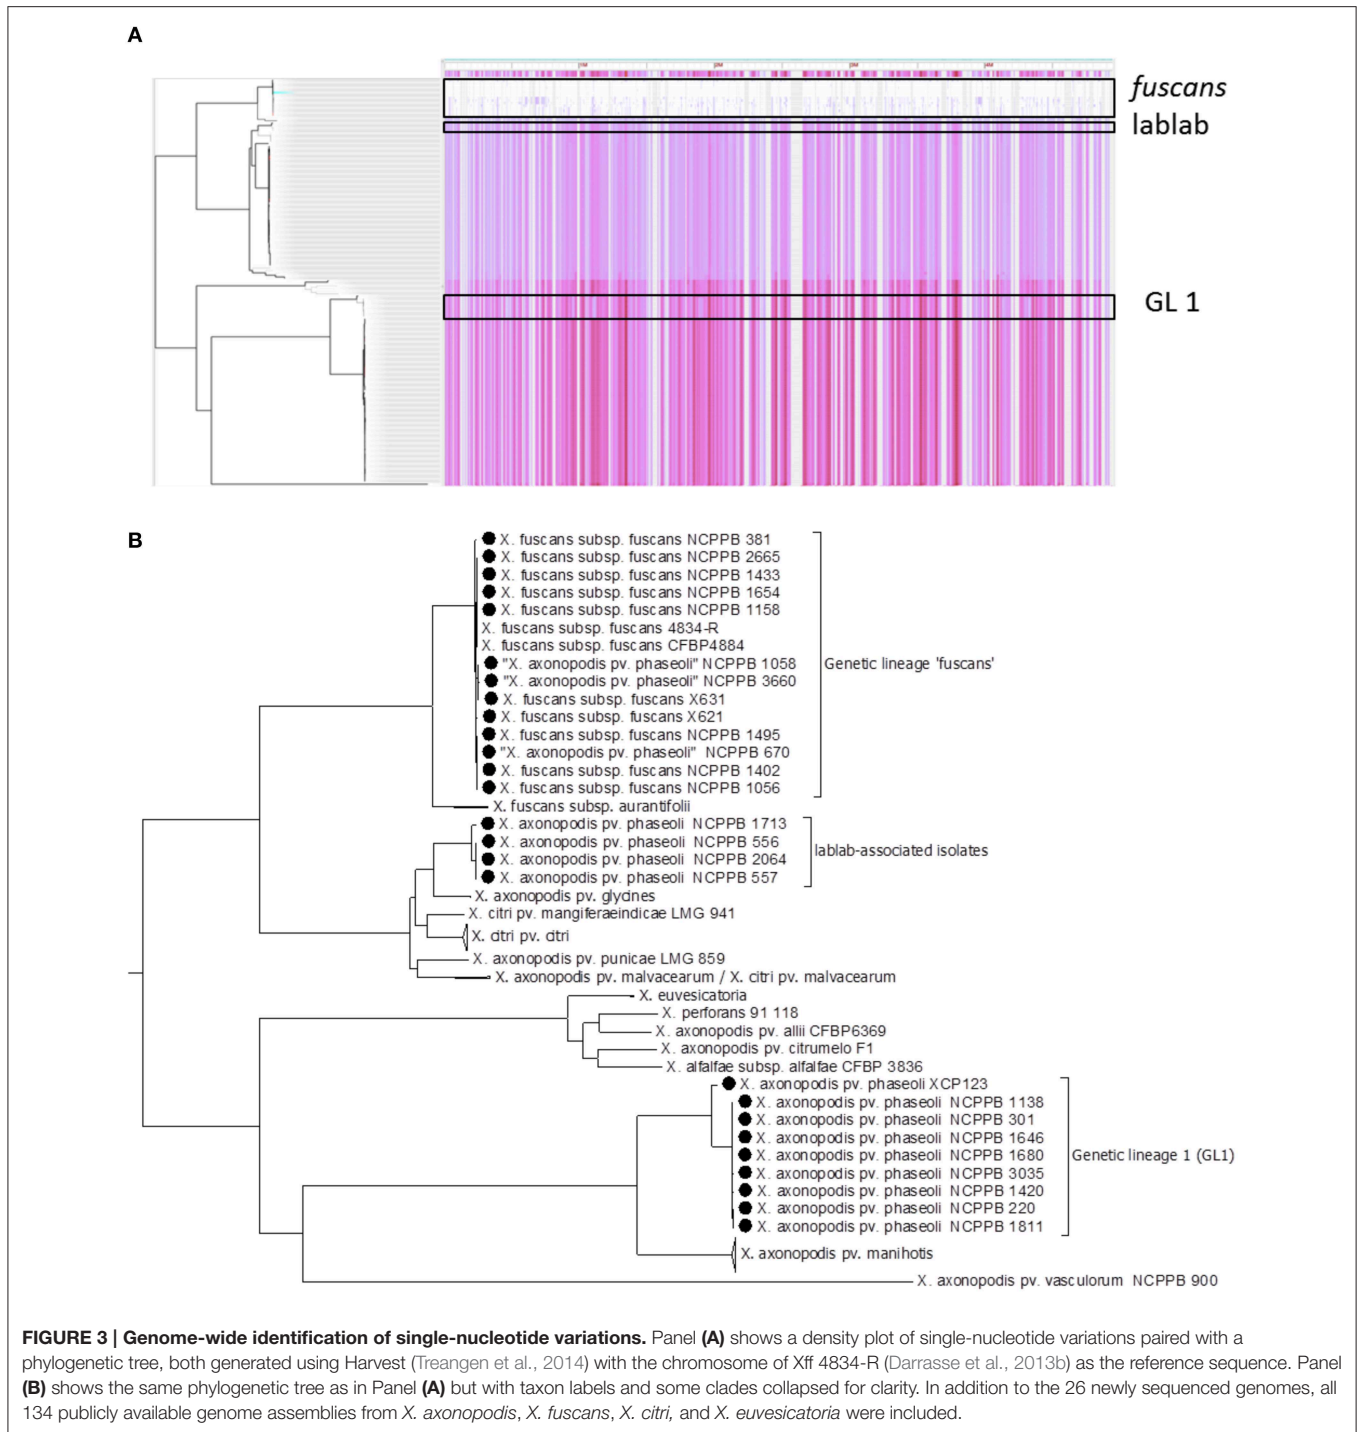 A
1M 2M 3M 4M
fuscans
lablab
GL 1
B
X. fuscans subsp. fuscans NCPPB 381
X. fuscans subsp. fuscans NCPPB 2665
X. fuscans subsp. fuscans NCPPB 1433
X. fuscans subsp. fuscans NCPPB 1654
X. fuscans subsp. fuscans NCPPB 1158
X. fuscans subsp. fuscans 4834-R
X. fuscans subsp. fuscans CFBP4884
"X. axonopodis pv. phaseoli" NCPPB 1058
Genetic lineage 'fuscans'
"X. axonopodis pv. phaseoli" NCPPB 3660
X. fuscans subsp. fuscans X631
X. fuscans subsp. fuscans X621
X. fuscans subsp. fuscans NCPPB 1495
"X. axonopodis pv. phaseoli" NCPPB 670
X. fuscans subsp. fuscans NCPPB 1402
X. fuscans subsp. fuscans NCPPB 1056
X. fuscans subsp. aurantifolii
X. axonopodis pv. phaseoli NCPPB 1713
X. axonopodis pv. phaseoli NCPPB 556
lablab-associated isolates
X. axonopodis pv. phaseoli NCPPB 2064
X. axonopodis pv. phaseoli NCPPB 557
X. axonopodis pv. glycines
X. citri pv. mangiferaeindicae LMG 941
X. citri pv. citri
X. axonopodis pv. punicae LMG 859
X. axonopodis pv. malvacearum / X. citri pv. malvacearum
X. euvesicatoria
X. perforans 91 118
X. axonopodis pv. allii CFBP6369
X. axonopodis pv. citrumelo F1
X. alfalfae subsp. alfalfae CFBP 3836
X. axonopodis pv. phaseoli XCP123
X. axonopodis pv. phaseoli NCPPB 1138
X. axonopodis pv. phaseoli NCPPB 301
X. axonopodis pv. phaseoli NCPPB 1646
X. axonopodis pv. phaseoli NCPPB 1680
Genetic lineage 1 (GL1)
X. axonopodis pv. phaseoli NCPPB 3035
X. axonopodis pv. phaseoli NCPPB 1420
X. axonopodis pv. phaseoli NCPPB 220
X. axonopodis pv. phaseoli NCPPB 1811
X. axonopodis pv. manihotis
X. axonopodis pv. vasculorum NCPPB 900
FIGURE 3 | Genome-wide identification of single-nucleotide variations. Panel (A) shows a density plot of single-nucleotide variations paired with a
phylogenetic tree, both generated using Harvest (Treangen et al., 2014) with the chromosome of Xff 4834-R (Darrasse et al., 2013b) as the reference sequence. Panel
(B) shows the same phylogenetic tree as in Panel (A) but with taxon labels and some clades collapsed for clarity. In addition to the 26 newly sequenced genomes, all
134 publicly available genome assemblies from X. axonopodis, X. fuscans, X. citri, and X. euvesicatoria were included.